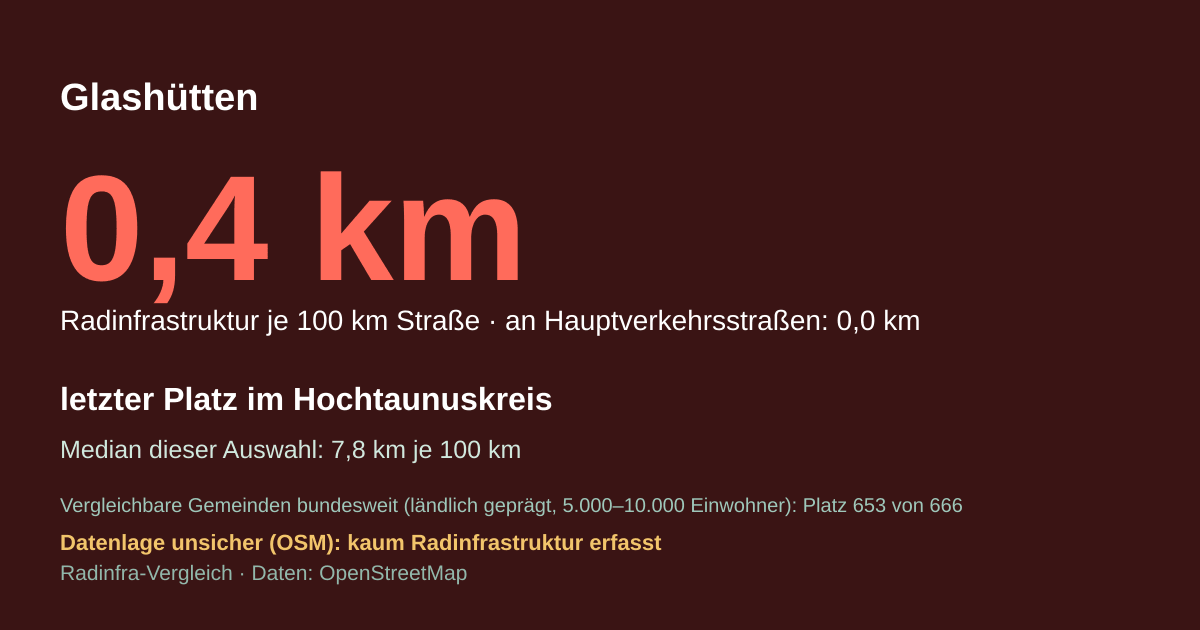 Glashütten
0,4 km
Radinfrastruktur je 100 km Straße · an Hauptverkehrsstraßen: 0,0 km
letzter Platz im Hochtaunuskreis
Median dieser Auswahl: 7,8 km je 100 km
Vergleichbare Gemeinden bundesweit (ländlich geprägt, 5.000–10.000 Einwohner): Platz 653 von 666
Datenlage unsicher (OSM): kaum Radinfrastruktur erfasst
Radinfra-Vergleich · Daten: OpenStreetMap